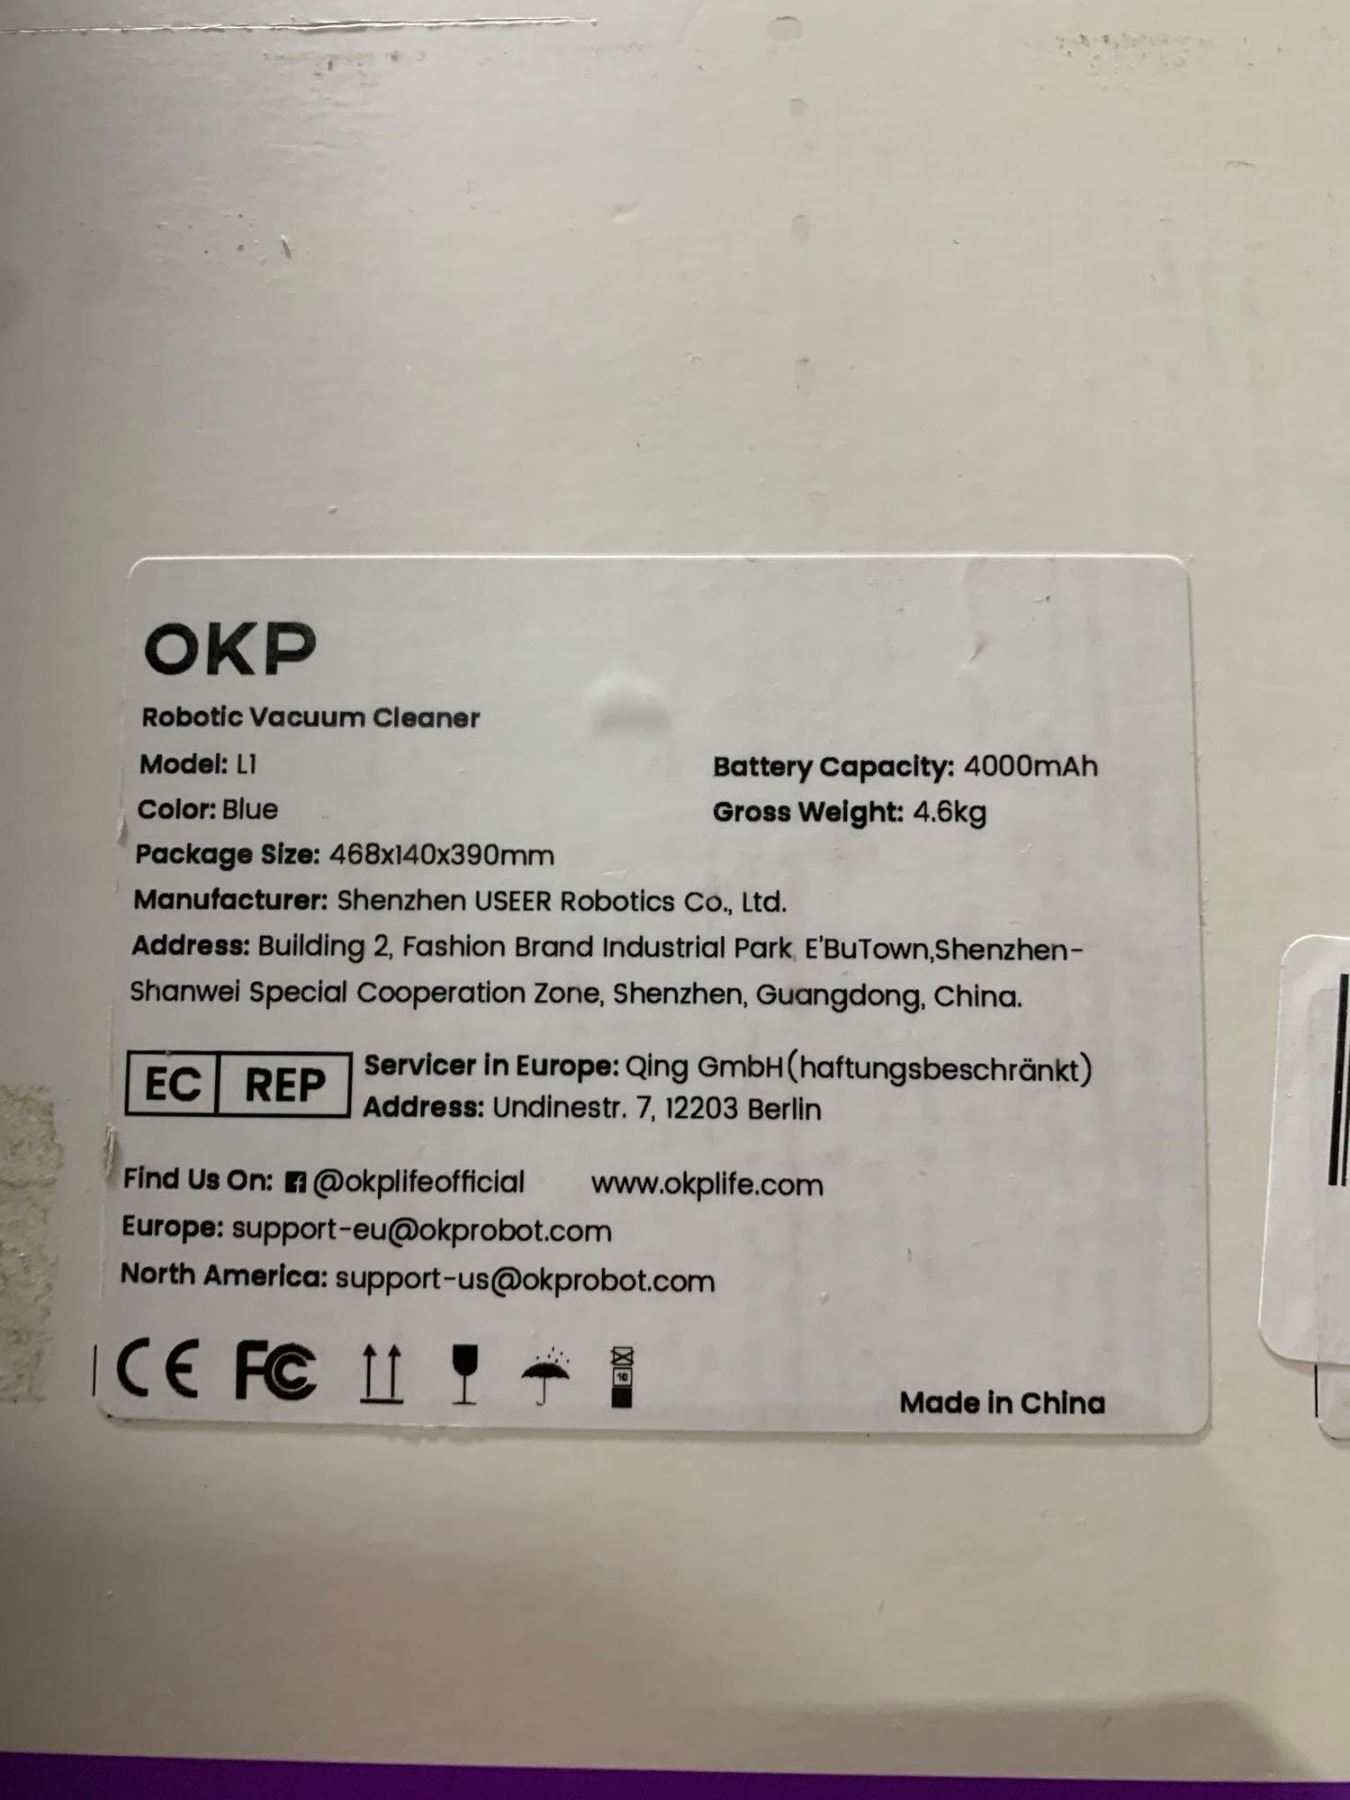 OKP
Robotic Vacuum Cleaner
Model: L1
Battery Capacity: 4000mAh
Color: Blue
Gross Weight: 4.6kg
Package Size: 468x140x390mm
Manufacturer: Shenzhen USEER Robotics Co., Ltd.
Address: Building 2, Fashion Brand Industrial Park, E'BuTown,Shenzhen-
Shanwei Special Cooperation Zone, Shenzhen, Guangdong, China.
EC REP
Servicer in Europe: Qing GmbH(haftungsbeschränkt)
Address: Undinestr. 7, 12203 Berlin
Find Us On: @okplifeofficial www.okplife.com
Europe: support-eu@okprobot.com
North America: support-us@okprobot.com
CE FC 10
Made in China